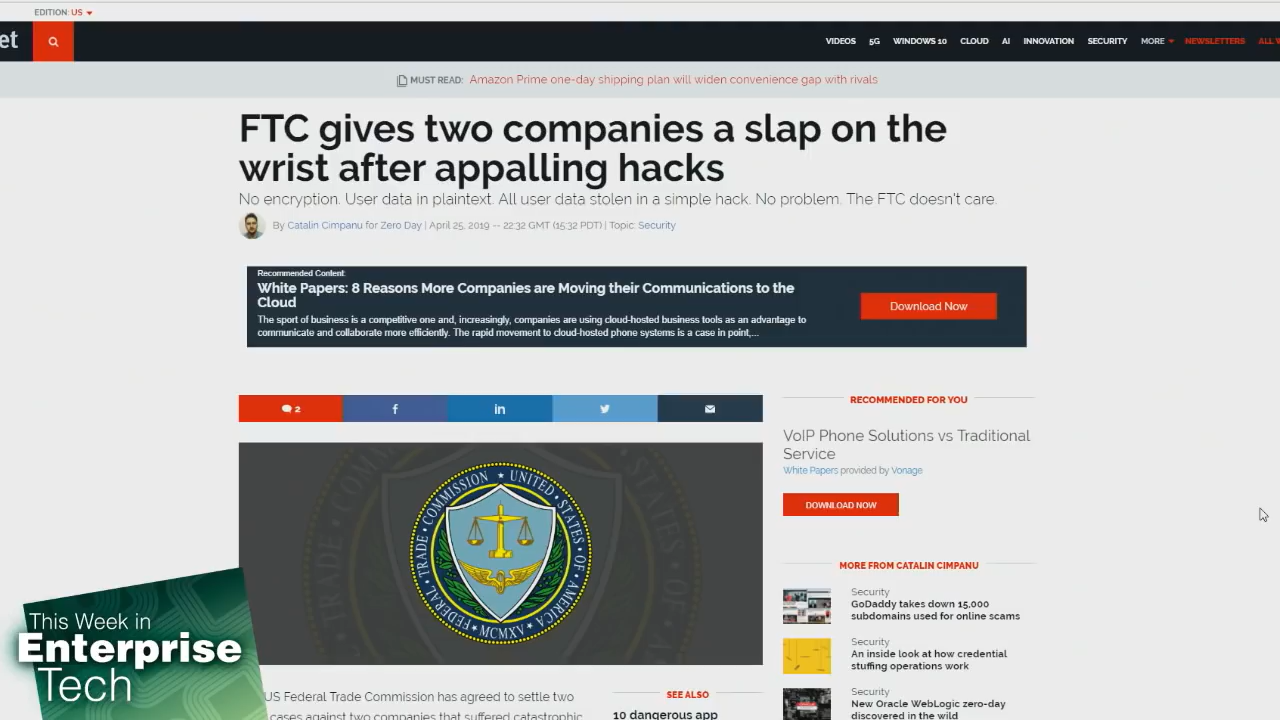 EDITION: US
et
VIDEOS 5G WINDOWS 10 CLOUD AI INNOVATION SECURITY MORE NEWSLETTERS ALL W
MUST READ: Amazon Prime one-day shipping plan will widen convenience gap with rivals
FTC gives two companies a slap on the
wrist after appalling hacks
No encryption. User data in plaintext. All user data stolen in a simple hack. No problem. The FTC doesn't care.
By Catalin Cimpanu for Zero Day | April 25, 2019 -- 22:32 GMT (15:32 PDT) | Topic: Security
Recommended Content:
White Papers: 8 Reasons More Companies are Moving their Communications to the
Cloud
The sport of business is a competitive one and, increasingly, companies are using cloud-hosted business tools as an advantage to
communicate and collaborate more efficiently. The rapid movement to cloud-hosted phone systems is a case in point,...
Download Now
2
f
in
FEDERAL TRADE COMMISSION ★ UNITED STATES OF AMERICA
MCMXV
US Federal Trade Commission has agreed to settle two
cases against two companies that suffered catastrophic
SEE ALSO
10 dangerous app
RECOMMENDED FOR YOU
VoIP Phone Solutions vs Traditional
Service
White Papers provided by Vonage
DOWNLOAD NOW
MORE FROM CATALIN CIMPANU
Security
GoDaddy takes down 15,000
subdomains used for online scams
Security
An inside look at how credential
stuffing operations work
Security
New Oracle WebLogic zero-day
discovered in the wild
This Week in
Enterprise
Tech